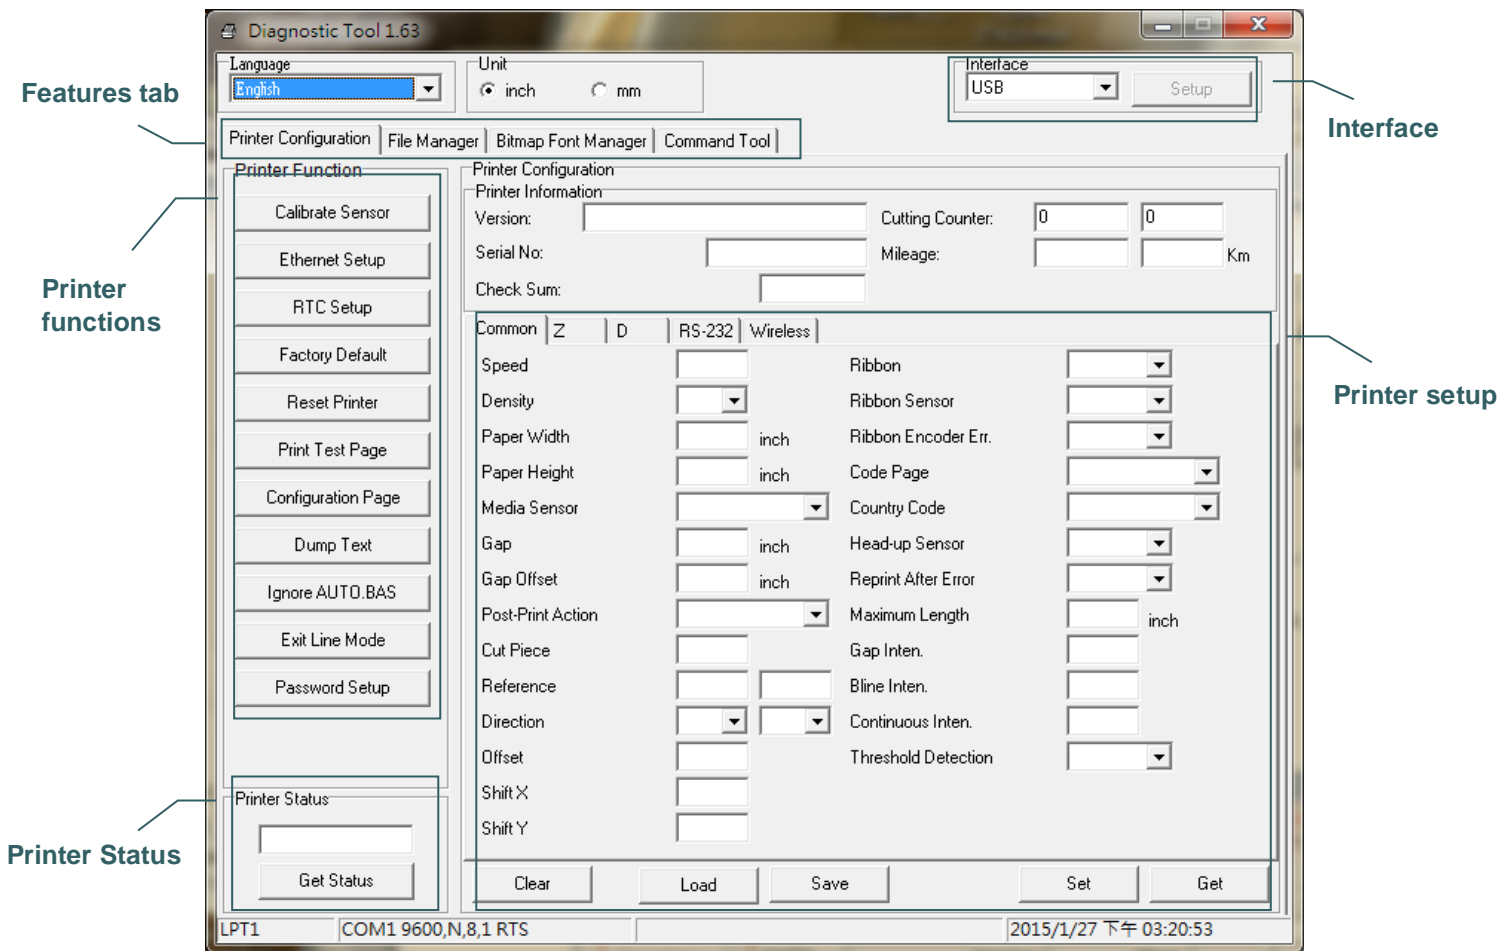 Diagnostic Tool 1.63
Language
English
Unit
inch
mm
Interface
USB
Setup
Features tab
Interface
Printer Configuration
File Manager
Bitmap Font Manager
Command Tool
Printer Function
Calibrate Sensor
Ethernet Setup
RTC Setup
Factory Default
Reset Printer
Print Test Page
Configuration Page
Dump Text
Ignore AUTO.BAS
Exit Line Mode
Password Setup
Printer functions
Printer Configuration
Printer Information
Version:
Cutting Counter: 0 0
Serial No:
Mileage: Km
Check Sum:
Common Z D RS-232 Wireless
Speed
Ribbon
Density
Ribbon Sensor
Paper Width inch
Ribbon Encoder Err.
Paper Height inch
Code Page
Media Sensor
Country Code
Gap inch
Head-up Sensor
Gap Offset inch
Reprint After Error
Post-Print Action
Maximum Length inch
Cut Piece
Gap Inten.
Reference
Bline Inten.
Direction
Continuous Inten.
Offset
Threshold Detection
Shift X
Shift Y
Printer setup
Printer Status
Get Status
Printer Status
Clear
Load
Save
Set
Get
LPT1
COM1 9600,N,8,1 RTS
2015/1/27 下午 03:20:53